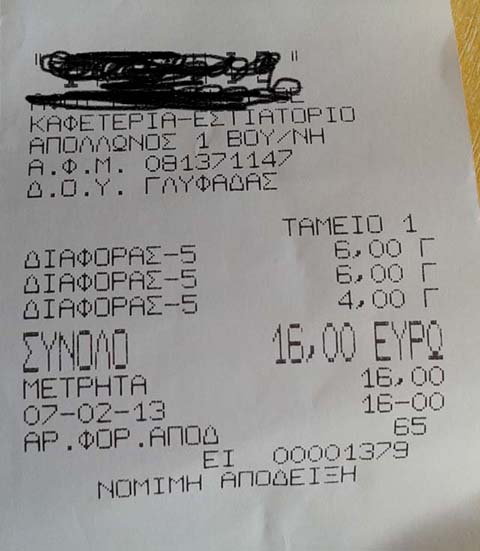 ΚΑΦΕΤΕΡΙΑ-ΕΣΤΙΑΤΟΡΙΟ
ΑΠΟΛΛΩΝΟΣ 1 ΒΟΥ/ΝΗ
Α.Φ.Μ. 081371147
Δ.Ο.Υ. ΓΛΥΦΑΔΑΣ
ΤΑΜΕΙΟ 1
ΔΙΑΦΟΡΑΣ-5 6,00 Γ
ΔΙΑΦΟΡΑΣ-5 6,00 Γ
ΔΙΑΦΟΡΑΣ-5 4,00 Γ
ΣΥΝΟΛΟ 16,00 ΕΥΡΩ
ΜΕΤΡΗΤΑ 16,00
07-02-13 16-00
ΑΡ.ΦΟΡ.ΑΠΟΔ 65
ΕΙ 00001379
ΝΟΜΙΜΗ ΑΠΟΔΕΙΞΗ